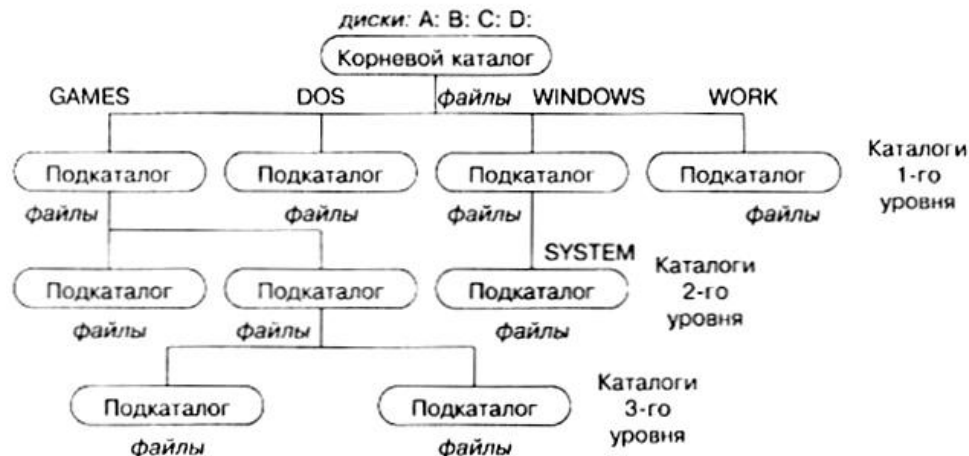 диски: A: B: C: D:
Корневой каталог
GAMES DOS файлы WINDOWS WORK
Подкаталог Подкаталог Подкаталог Подкаталог
Каталоги
1-го
уровня
файлы файлы файлы файлы
SYSTEM
Подкаталог Подкаталог Подкаталог
Каталоги
2-го
уровня
файлы файлы файлы
Подкаталог Подкаталог
Каталоги
3-го
уровня
файлы файлы